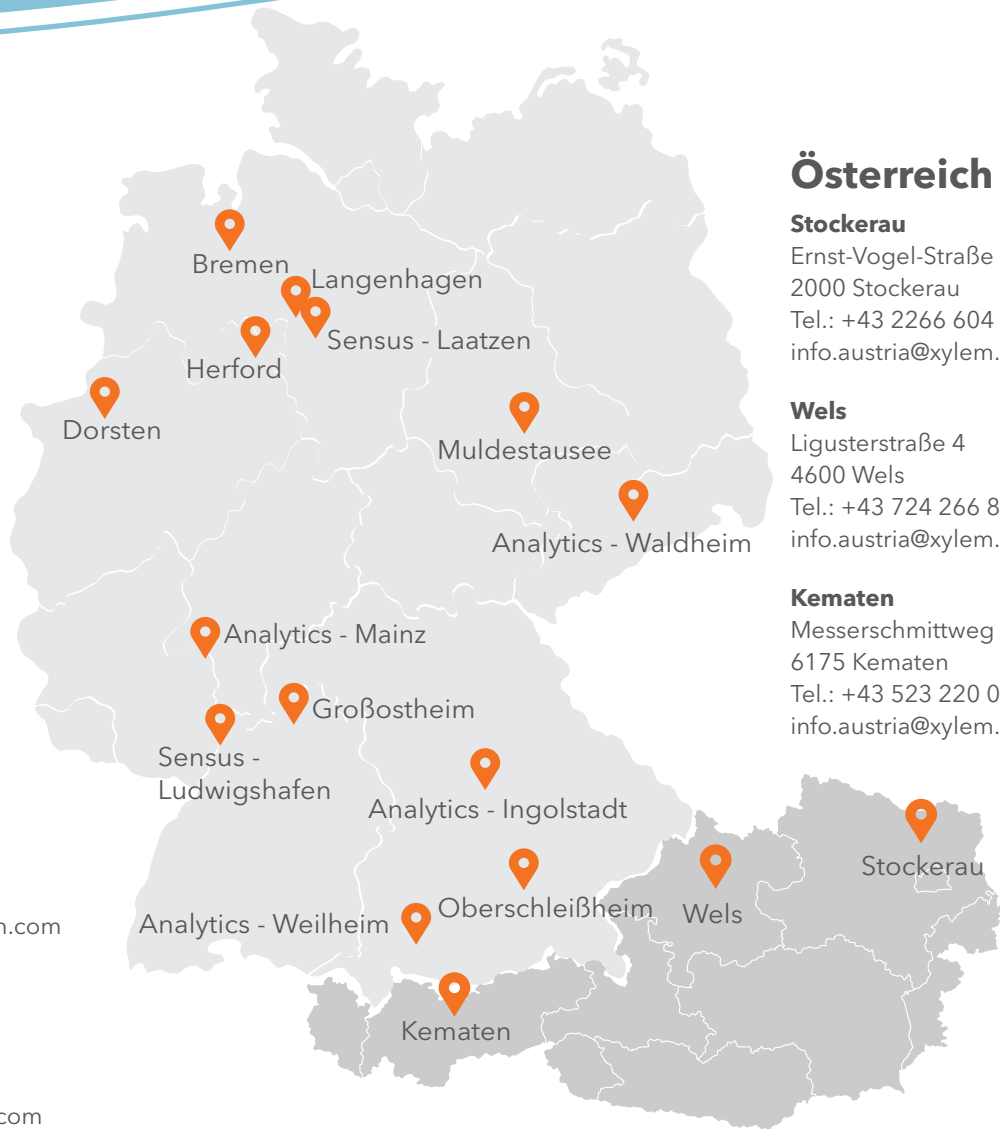 Bremen
Langenhagen
Sensus - Laatzen
Herford
Dorsten
Muldestausee
Analytics - Waldheim
Analytics - Mainz
Großostheim
Sensus -
Ludwigshafen
Analytics - Ingolstadt
Oberschleißheim
Analytics - Weilheim
Wels
Stockerau
Kematen
Österreich
Stockerau
Ernst-Vogel-Straße
2000 Stockerau
Tel.: +43 2266 604
info.austria@xylem.
Wels
Ligusterstraße 4
4600 Wels
Tel.: +43 724 266 8
info.austria@xylem.
Kematen
Messerschmittweg
6175 Kematen
Tel.: +43 523 220 0
info.austria@xylem.
.com
com